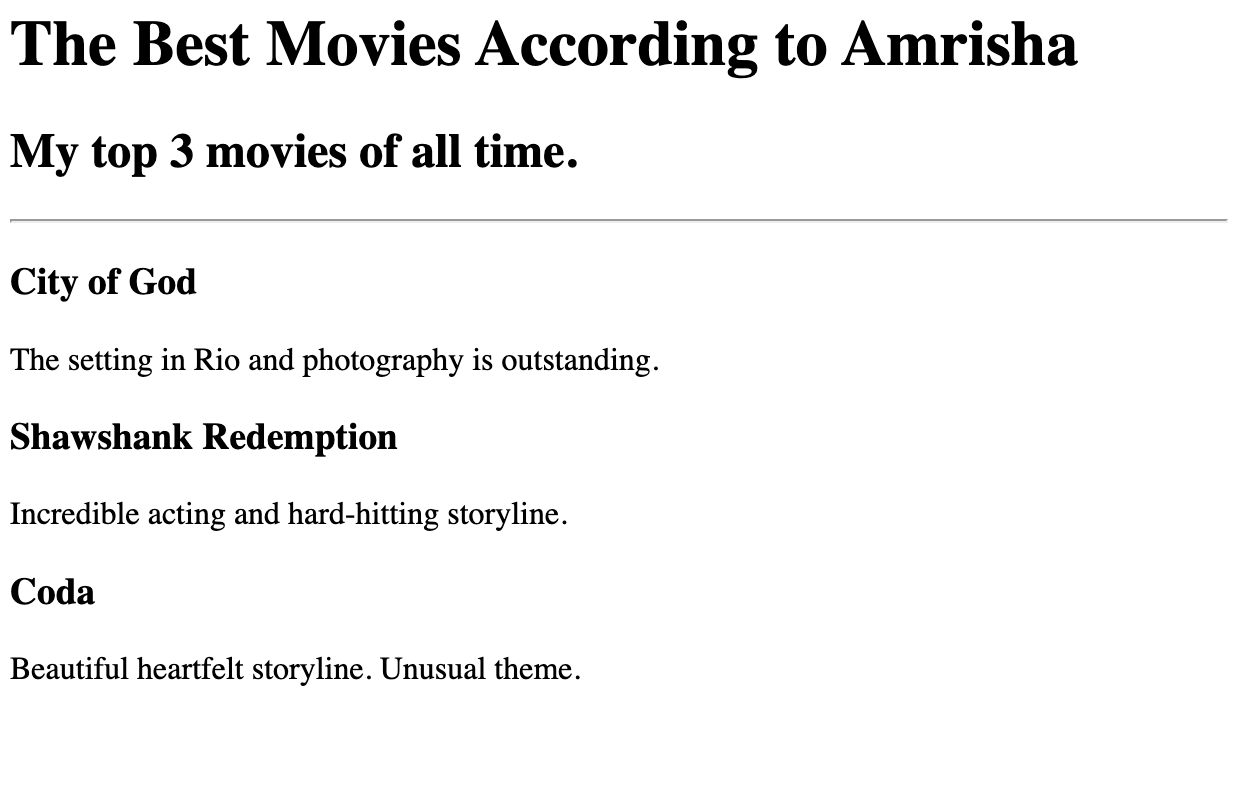 The Best Movies According to Amrisha
My top 3 movies of all time.
City of God
The setting in Rio and photography is outstanding.
Shawshank Redemption
Incredible acting and hard-hitting storyline.
Coda
Beautiful heartfelt storyline. Unusual theme.